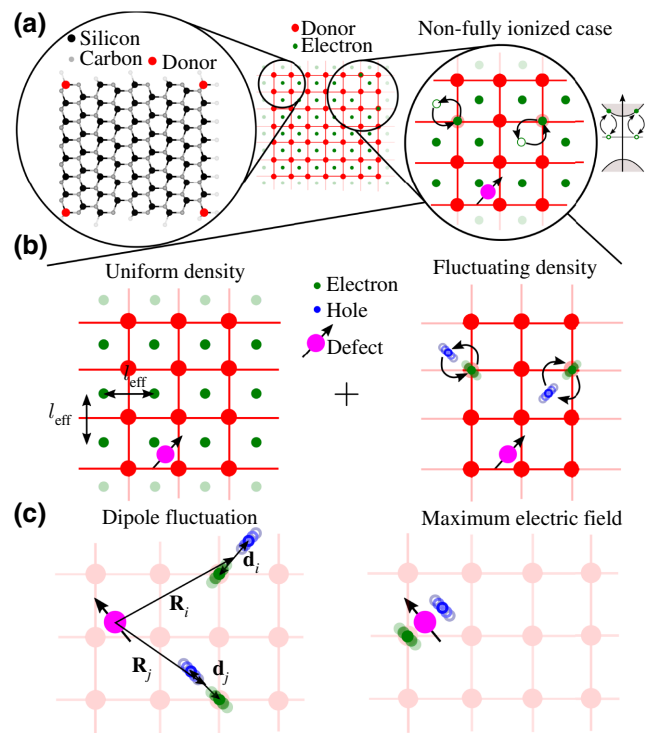 (a)
Silicon
Carbon Donor
Donor
Electron
Non-fully ionized case
(b)
Uniform density
Electron
Hole
Defect
Fluctuating density
l_eff
l_eff
+
(c)
Dipole fluctuation
Maximum electric field
d_i
R_i
R_j
d_j